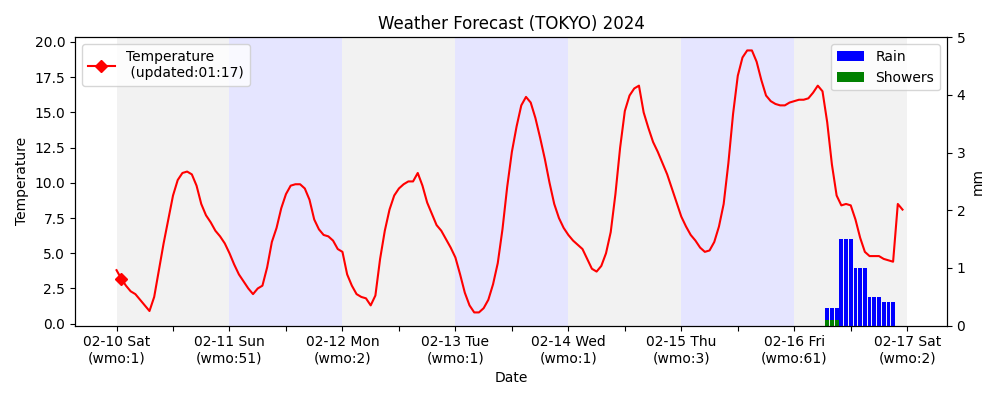 Weather Forecast (TOKYO) 2024
Temperature
(updated:01:17)
Rain
Showers
20.0
17.5
15.0
12.5
10.0
7.5
5.0
2.5
0.0
Temperature
5
4
3
2
1
0
mm
02-10 Sat
(wmo:1)
02-11 Sun
(wmo:51)
02-12 Mon
(wmo:2)
02-13 Tue
(wmo:1)
02-14 Wed
(wmo:1)
02-15 Thu
(wmo:3)
02-16 Fri
(wmo:61)
02-17 Sat
(wmo:2)
Date